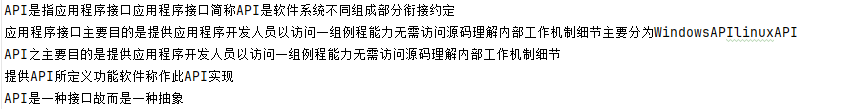 API是指应用程序接口应用程序接口简称API是软件系统不同组成部分衔接约定
应用程序接口主要目的是提供应用程序开发人员以访问一组例程能力无需访问源码理解内部工作机制细节主要分为WindowsAPIlinuxAPI
API之主要目的是提供应用程序开发人员以访问一组例程能力无需访问源码理解内部工作机制细节
提供API所定义功能软件称作此API实现
API是一种接口故而是一种抽象